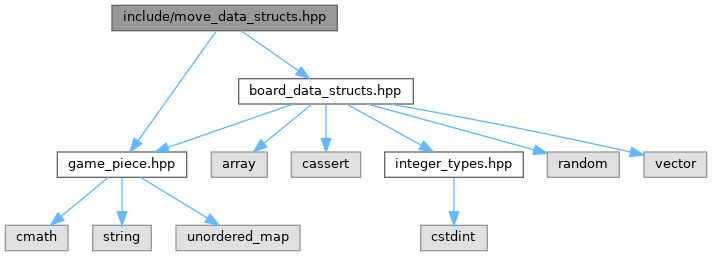 include/move_data_structs.hpp
board_data_structs.hpp
game_piece.hpp
array
cassert
integer_types.hpp
random
vector
cmath
string
unordered_map
cstdint